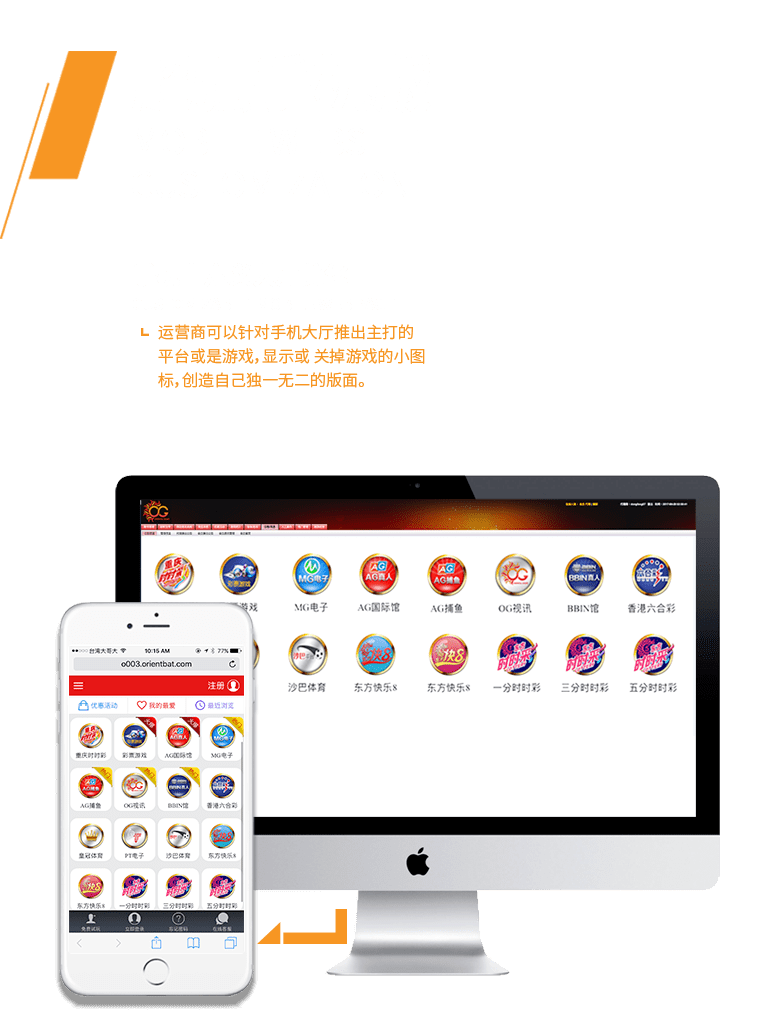 运营商可以针对手机大厅推出主打的
平台或是游戏，显示或 关掉游戏的小图
标，创造自己独一无二的版面。
OG
MG电子 AG国际馆 AG捕鱼 OG视讯 BBIN馆 香港六合彩
沙巴体育 东方快乐8 东方快乐8 一分时时彩 三分时时彩 五分时时彩
台湾大哥大 10:15 AM 77%
o003.orientbat.com
注册
优惠活动 我的最爱 最近浏览
重庆时时彩 彩票游戏 AG国际馆 MG电子
AG捕鱼 OG视讯 BBIN馆 香港六合彩
皇冠体育 PT电子 沙巴体育 东方快乐8
东方快乐8 一分时时彩 三分时时彩 五分时时彩
免费试玩 立即登录 忘记密码 在线客服